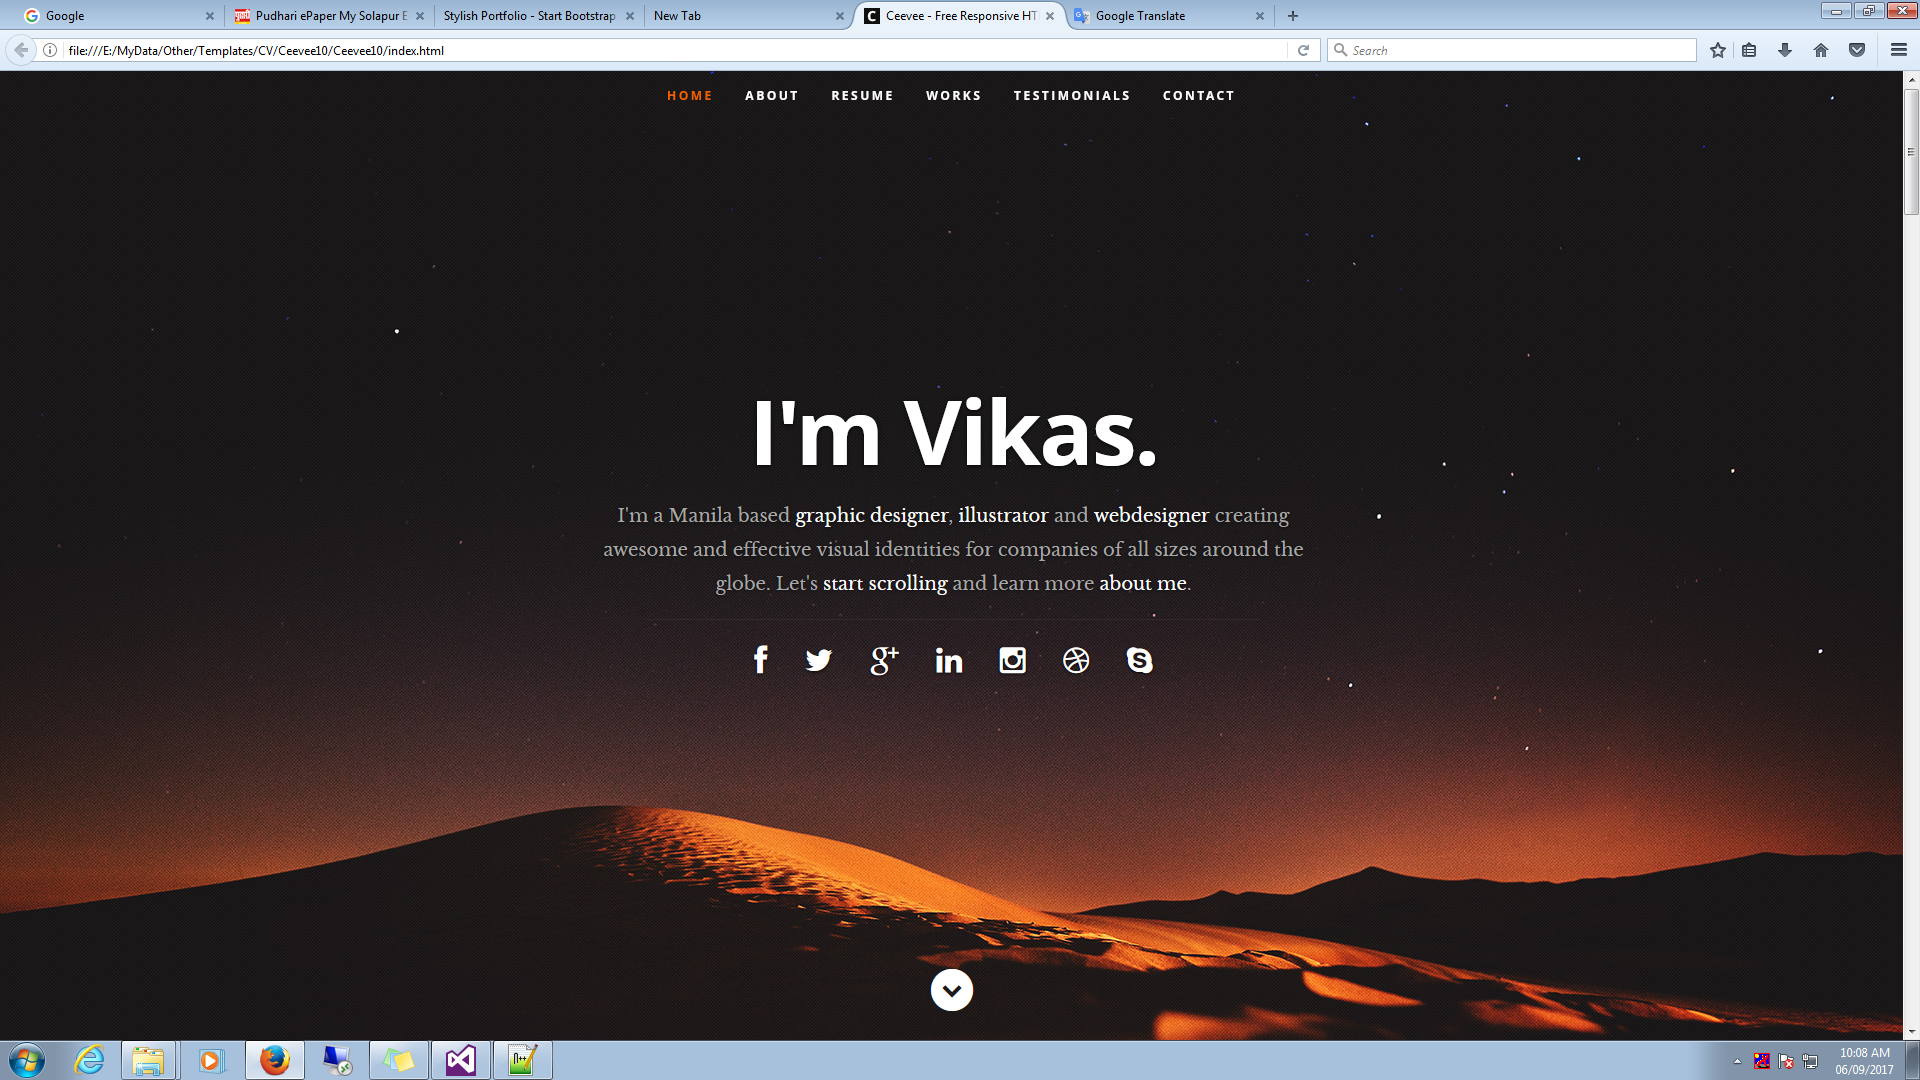 Google
Pudhari ePaper My Solapur E
Stylish Portfolio - Start Bootstrap
New Tab
C
Ceevee - Free Responsive HT
Google Translate
file:///E:/MyData/Other/Templates/CV/Ceevee10/Ceevee10/index.html
Search
HOME ABOUT RESUME WORKS TESTIMONIALS CONTACT
I'm Vikas.
I'm a Manila based graphic designer, illustrator and webdesigner creating
awesome and effective visual identities for companies of all sizes around the
globe. Let's start scrolling and learn more about me.
10:08 AM
06/09/2017